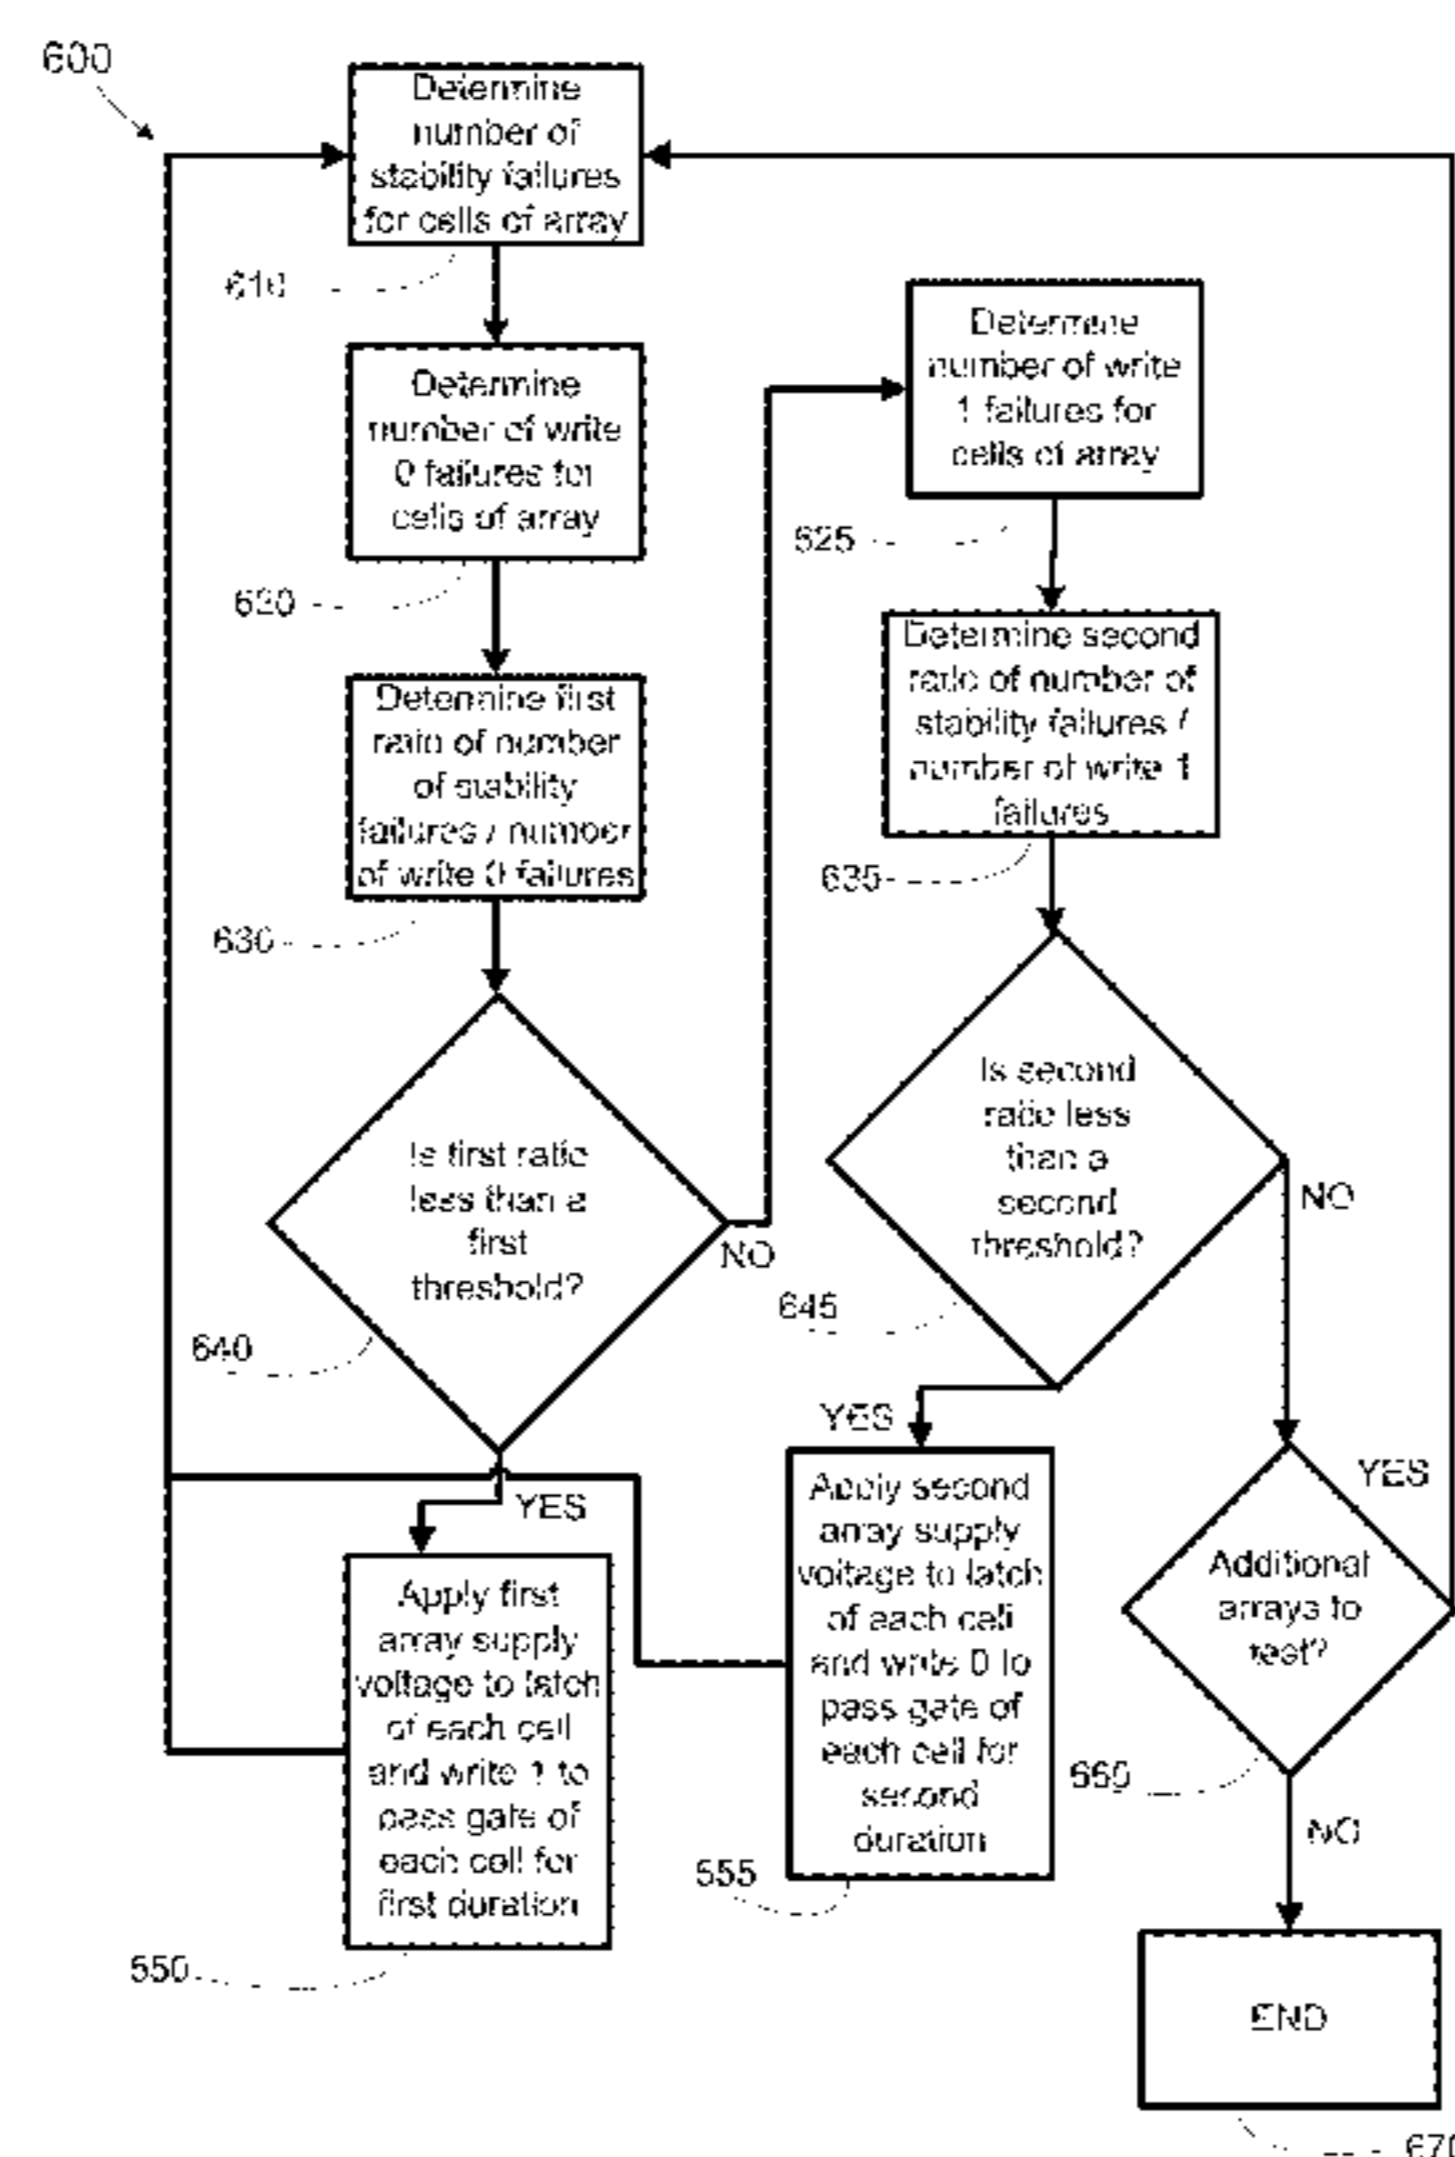 600
Determine
number of
stability failures
for cells of array
610
Determine
number of write
0 failures for
cells of array
620
Determine first
ratio of number
of stability
failures / number
of write 0 failures
630
Is first ratio
less than a
first
threshold?
640
NO
YES
Apply first
array supply
voltage to latch
of each cell
and write 1 to
pass gate of
each cell for
first duration
550
Determine
number of write
1 failures for
cells of array
625
Determine second
ratio of number of
stability failures /
number of write 1
failures
635
Is second
ratio less
than a
second
threshold?
645
NO
YES
Apply second
array supply
voltage to latch
of each cell
and write 0 to
pass gate of
each cell for
second
duration
555
YES
Additional
arrays to
test?
660
NO
END
670